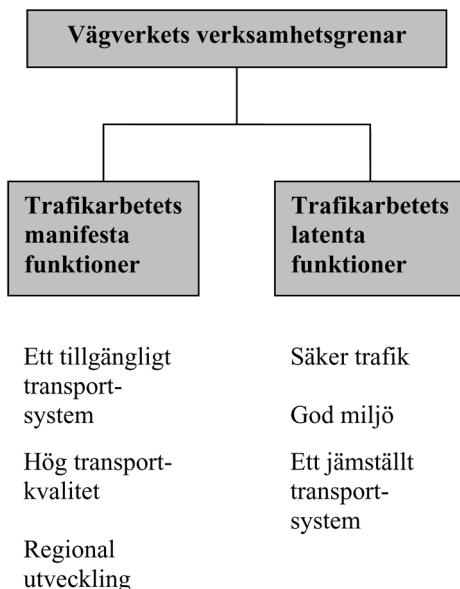 Vägverkets verksamhetsgrenar
Trafikarbetets
manifesta
funktioner
Trafikarbetets
latenta
funktioner
Ett tillgängligt
transport-
system
Hög transport-
kvalitet
Regional
utveckling
Säker trafik
God miljö
Ett jämställt
transport-
system